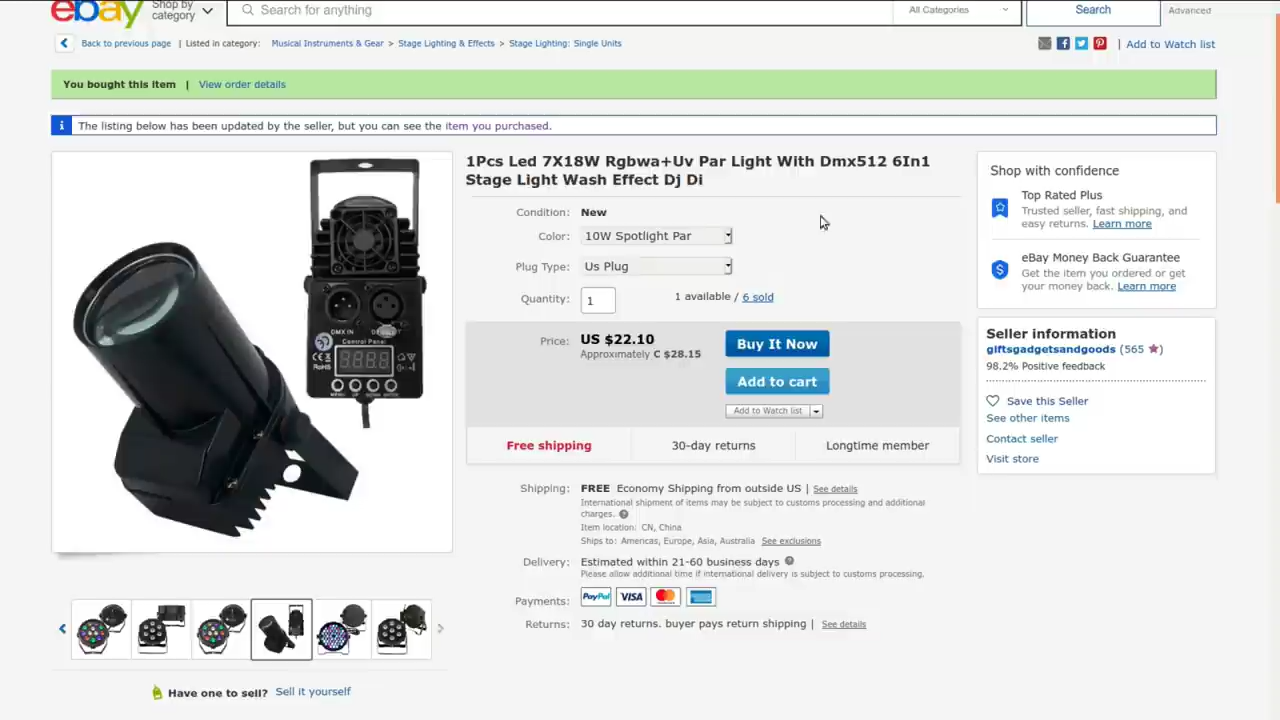 ebay
Shop by
category
Search for anything
All Categories
Search
Advanced
Back to previous page | Listed in category: Musical Instruments & Gear > Stage Lighting & Effects > Stage Lighting: Single Units
| Add to Watch list
You bought this item | View order details
i The listing below has been updated by the seller, but you can see the item you purchased.
1Pcs Led 7X18W Rgbwa+Uv Par Light With Dmx512 6In1
Stage Light Wash Effect Dj Di
Condition: New
Color: 10W Spotlight Par
Plug Type: Us Plug
Quantity: 1
1 available / 6 sold
Price: US $22.10
Approximately C $28.15
Buy It Now
Add to cart
Add to Watch list
Free shipping
30-day returns
Longtime member
Shipping: FREE Economy Shipping from outside US | See details
International shipment of items may be subject to customs processing and additional
charges.
Item location: CN, China
Ships to: Americas, Europe, Asia, Australia See exclusions
Delivery: Estimated within 21-60 business days
Please allow additional time if international delivery is subject to customs processing.
Payments: PayPal VISA
Returns: 30 day returns. buyer pays return shipping | See details
Shop with confidence
Top Rated Plus
Trusted seller, fast shipping, and
easy returns. Learn more
eBay Money Back Guarantee
Get the item you ordered or get
your money back. Learn more
Seller information
giftsgadgetsandgoods (565 ★)
98.2% Positive feedback
Save this Seller
See other items
Contact seller
Visit store
DMX IN
Control Panel
RoHS
Have one to sell? Sell it yourself